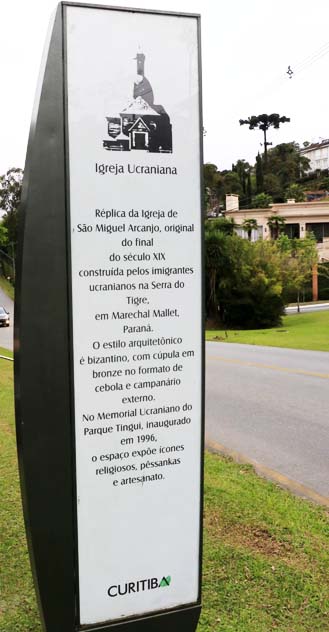 Igreja Ucraniana
Réplica da Igreja de
São Miguel Arcanjo, original
do final
do século XIX
construída pelos imigrantes
ucranianos na Serra do
Tigre,
em Marechal Mallet,
Paraná.
O estilo arquitetônico
é bizantino, com cúpula em
bronze no formato de
cebola e campanário
externo.
No Memorial Ucraniano do
Parque Tingui, inaugurado
em 1996,
o espaço expõe ícones
religiosos, pêssankas
e artesanato.
CURITIBA